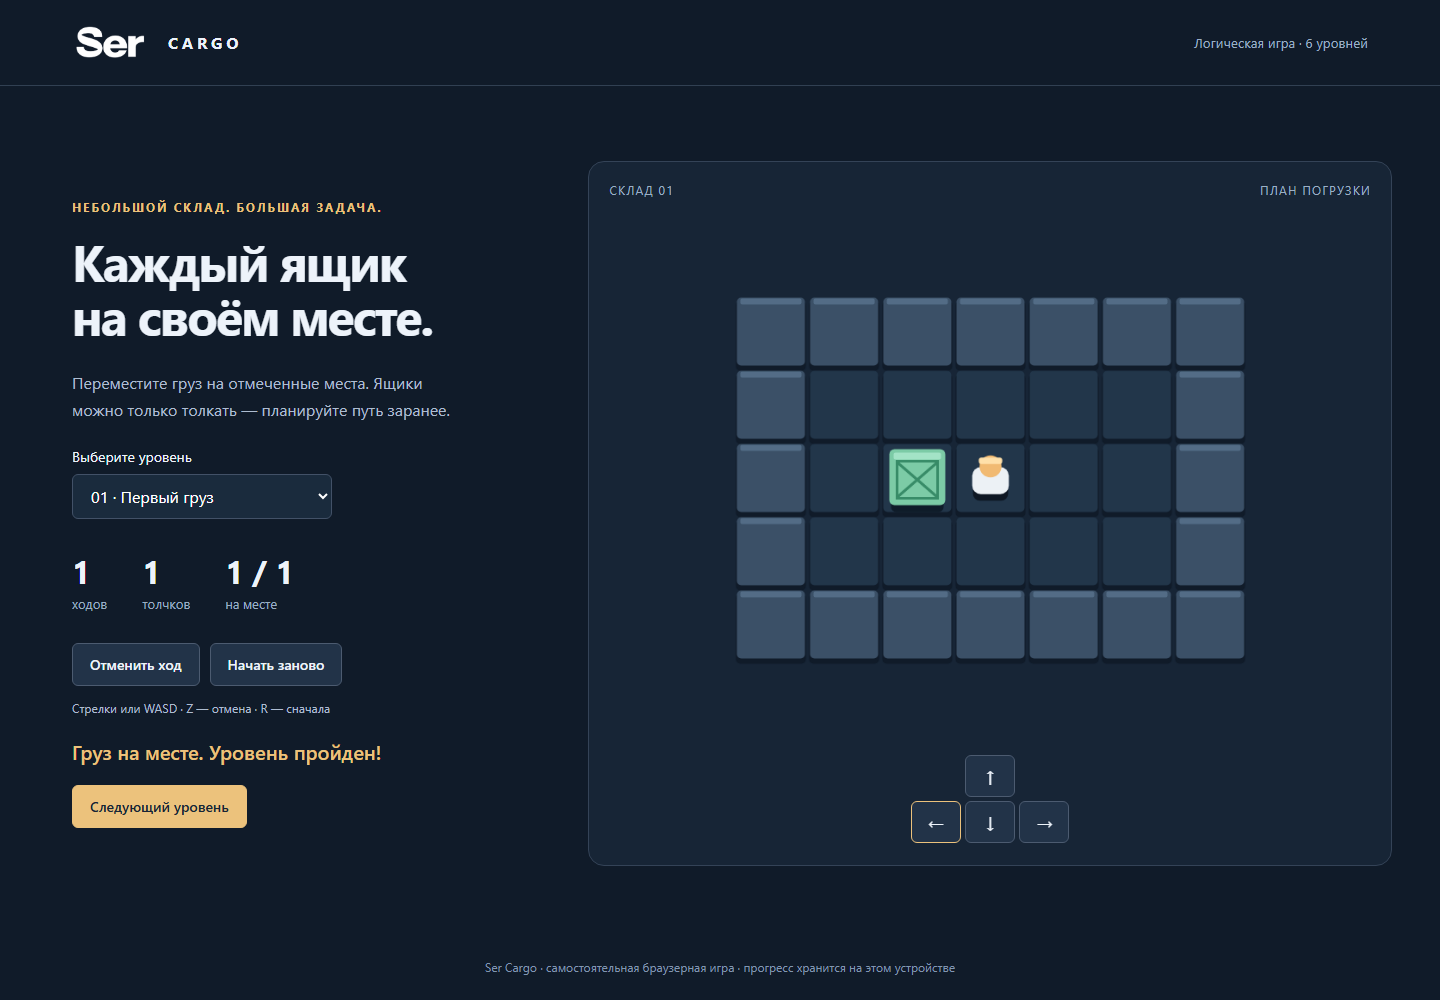 Ser CARGO
Логическая игра · 6 уровней
НЕБОЛЬШОЙ СКЛАД. БОЛЬШАЯ ЗАДАЧА.
Каждый ящик
на своём месте.
Переместите груз на отмеченные места. Ящики
можно только толкать — планируйте путь заранее.
Выберите уровень
01 · Первый груз
1 1 1 / 1
ходов толчков на месте
Отменить ход Начать заново
Стрелки или WASD · Z — отмена · R — сначала
Груз на месте. Уровень пройден!
Следующий уровень
СКЛАД 01
ПЛАН ПОГРУЗКИ
↑
← ↓ →
Ser Cargo · самостоятельная браузерная игра · прогресс хранится на этом устройстве